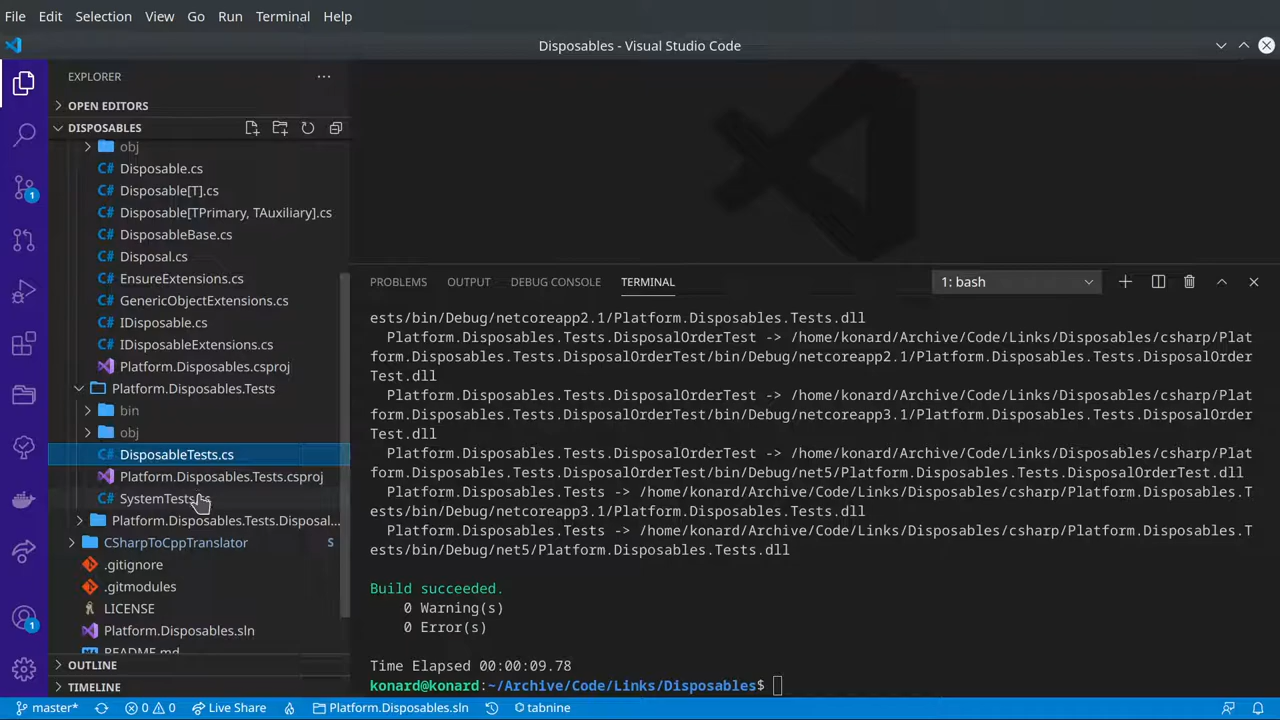 File Edit Selection View Go Run Terminal Help
Disposables - Visual Studio Code
EXPLORER
OPEN EDITORS
DISPOSABLES
obj
Disposable.cs
Disposable[T].cs
Disposable[TPrimary, TAuxiliary].cs
DisposableBase.cs
Disposal.cs
EnsureExtensions.cs
GenericObjectExtensions.cs
IDisposable.cs
IDisposableExtensions.cs
Platform.Disposables.csproj
Platform.Disposables.Tests
bin
obj
DisposableTests.cs
Platform.Disposables.Tests.csproj
SystemTests.cs
Platform.Disposables.Tests.Disposal...
CSharpToCppTranslator S
.gitignore
.gitmodules
LICENSE
Platform.Disposables.sln
README.md
OUTLINE
TIMELINE
1
1
PROBLEMS OUTPUT DEBUG CONSOLE TERMINAL 1: bash
ests/bin/Debug/netcoreapp2.1/Platform.Disposables.Tests.dll
Platform.Disposables.Tests.DisposalOrderTest -> /home/konard/Archive/Code/Links/Disposables/csharp/Plat
form.Disposables.Tests.DisposalOrderTest/bin/Debug/netcoreapp2.1/Platform.Disposables.Tests.DisposalOrder
Test.dll
Platform.Disposables.Tests.DisposalOrderTest -> /home/konard/Archive/Code/Links/Disposables/csharp/Plat
form.Disposables.Tests.DisposalOrderTest/bin/Debug/netcoreapp3.1/Platform.Disposables.Tests.DisposalOrder
Test.dll
Platform.Disposables.Tests.DisposalOrderTest -> /home/konard/Archive/Code/Links/Disposables/csharp/Plat
form.Disposables.Tests.DisposalOrderTest/bin/Debug/net5/Platform.Disposables.Tests.DisposalOrderTest.dll
Platform.Disposables.Tests -> /home/konard/Archive/Code/Links/Disposables/csharp/Platform.Disposables.T
ests/bin/Debug/netcoreapp3.1/Platform.Disposables.Tests.dll
Platform.Disposables.Tests -> /home/konard/Archive/Code/Links/Disposables/csharp/Platform.Disposables.T
ests/bin/Debug/net5/Platform.Disposables.Tests.dll
Build succeeded.
0 Warning(s)
0 Error(s)
Time Elapsed 00:00:09.78
konard@konard:~/Archive/Code/Links/Disposables$
master* 0 0 Live Share Platform.Disposables.sln tabnine